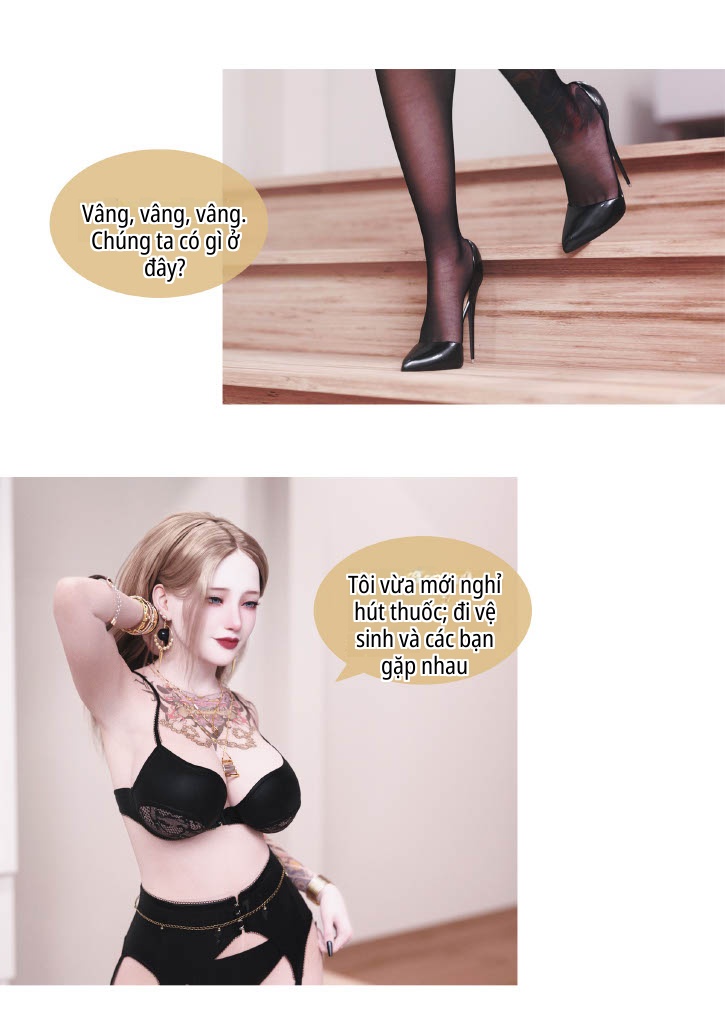 Vâng, vâng, vâng.
Chúng ta có gì ở
đây?
Tôi vừa mới nghỉ
hút thuốc; đi vệ
sinh và các bạn
gặp nhau